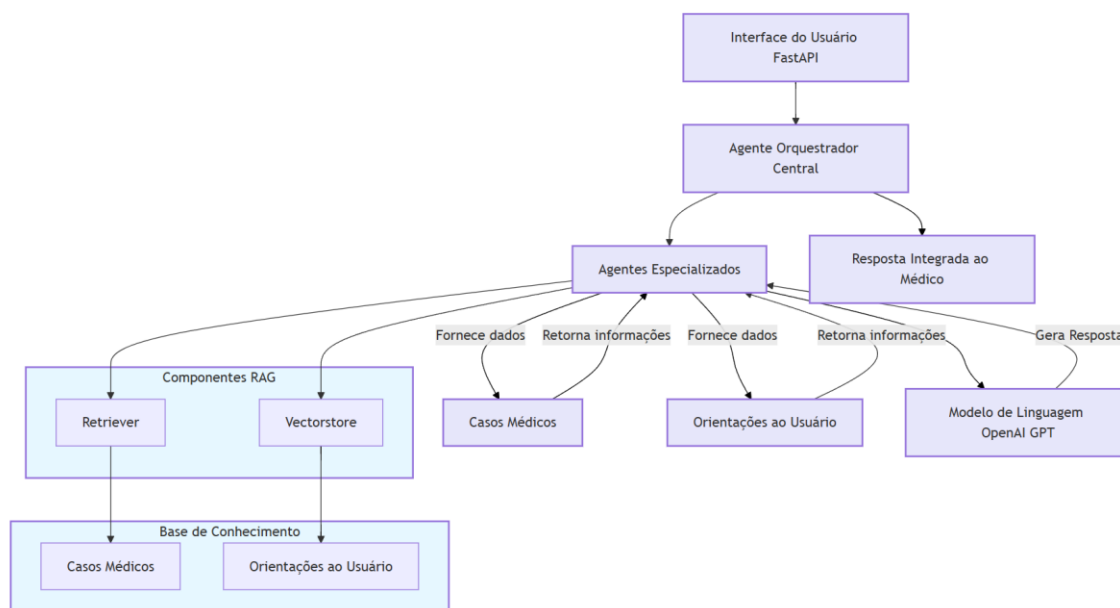 Interface do Usuário
FastAPI
Agente Orquestrador
Central
Agentes Especializados
Resposta Integrada ao
Médico
Fornece dados
Retorna informações
Fornece dados
Retorna informações
Gera Resposta
Componentes RAG
Retriever
Vectorstore
Casos Médicos
Orientações ao Usuário
Modelo de Linguagem
OpenAI GPT
Base de Conhecimento
Casos Médicos
Orientações ao Usuário